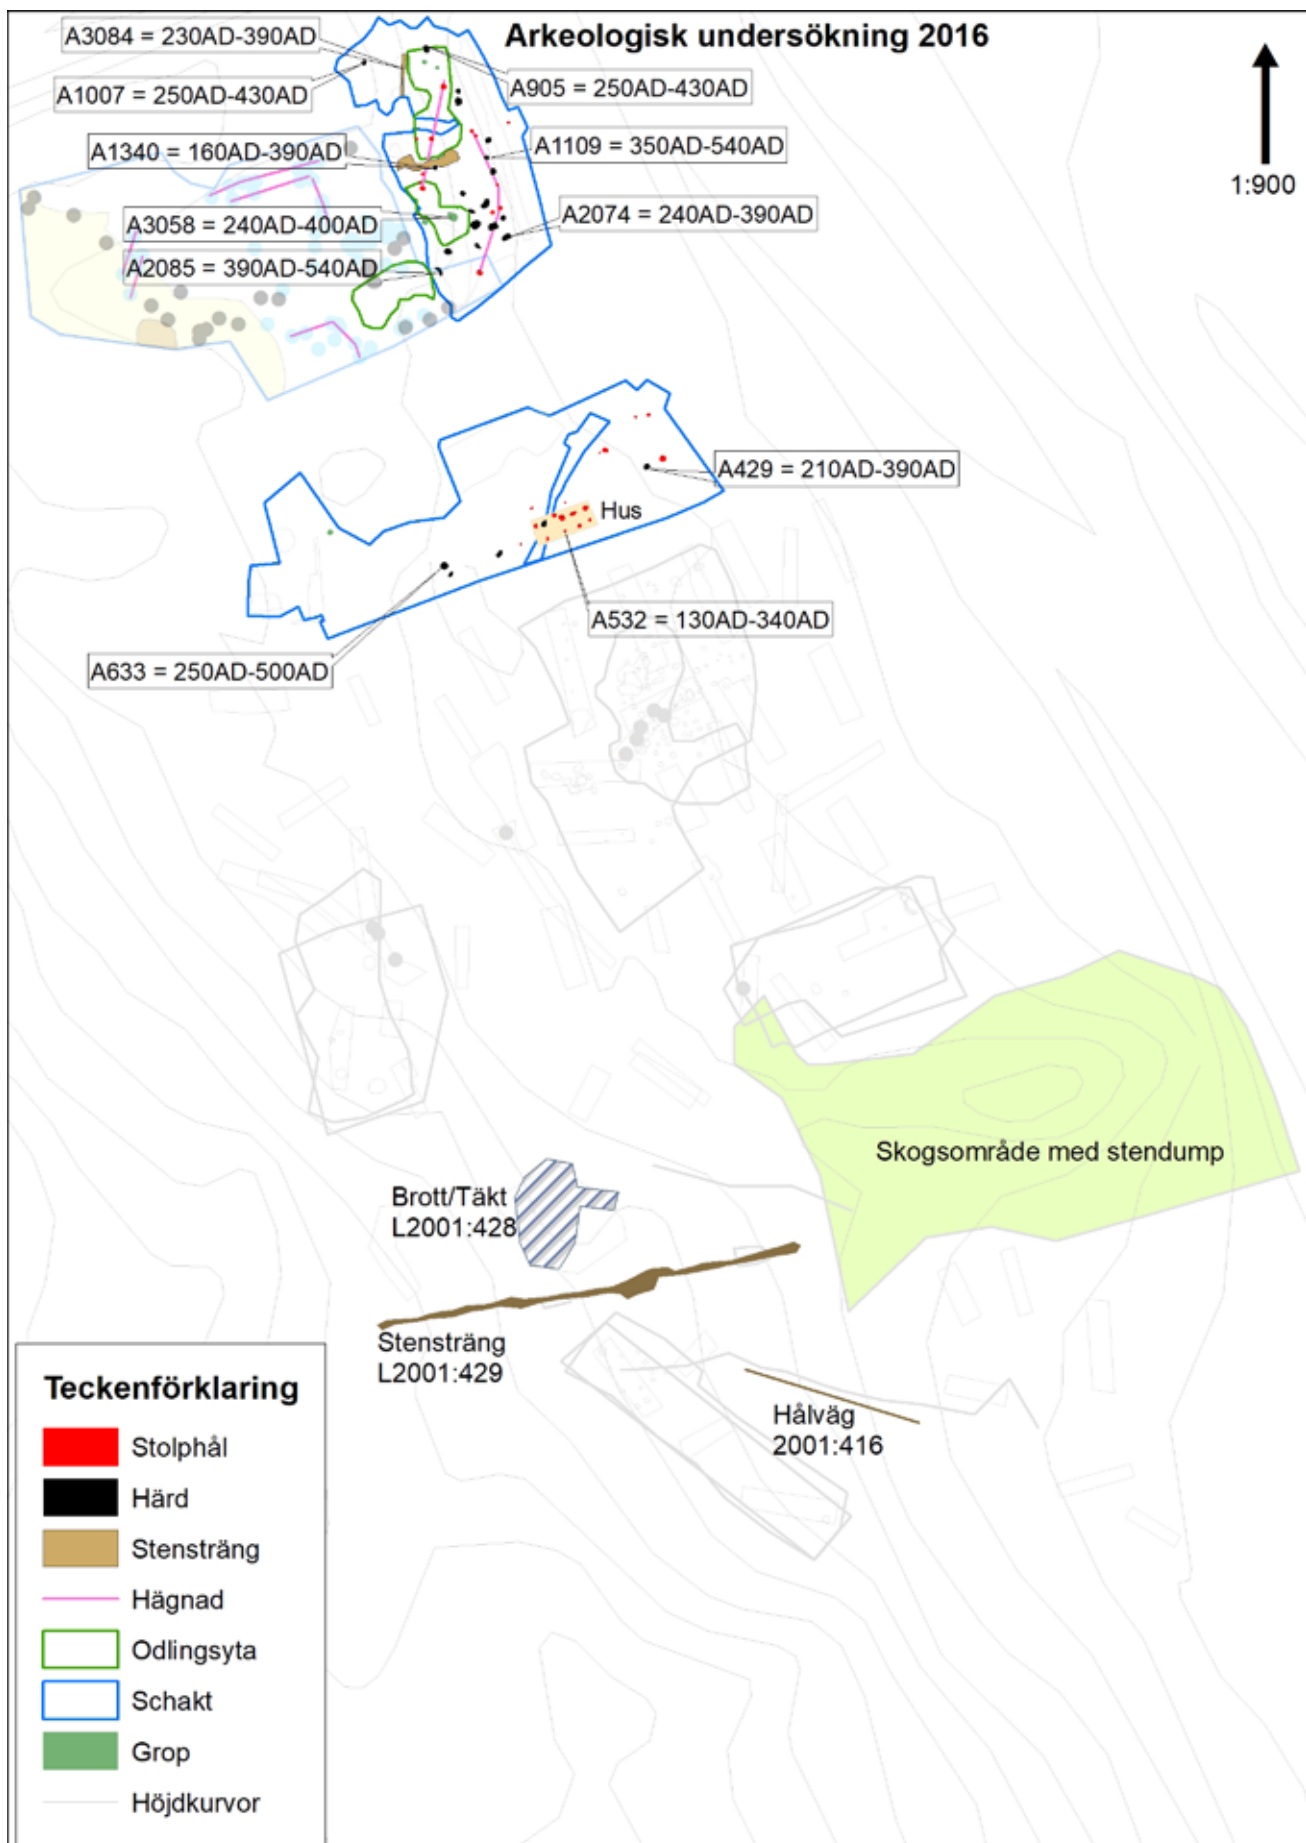 Arkeologisk undersökning 2016
A3084 = 230AD-390AD
A1007 = 250AD-430AD
A905 = 250AD-430AD
A1340 = 160AD-390AD
A1109 = 350AD-540AD
1:900
A3058 = 240AD-400AD
A2074 = 240AD-390AD
A2085 = 390AD-540AD
A429 = 210AD-390AD
Hus
A532 = 130AD-340AD
A633 = 250AD-500AD
Skogsområde med stendump
Brott/Täkt
L2001:428
Stensträng
L2001:429
Hålväg
2001:416
Teckenförklaring
Stolphål
Härd
Stensträng
Hägnad
Odlingsyta
Schakt
Grop
Höjdkurvor